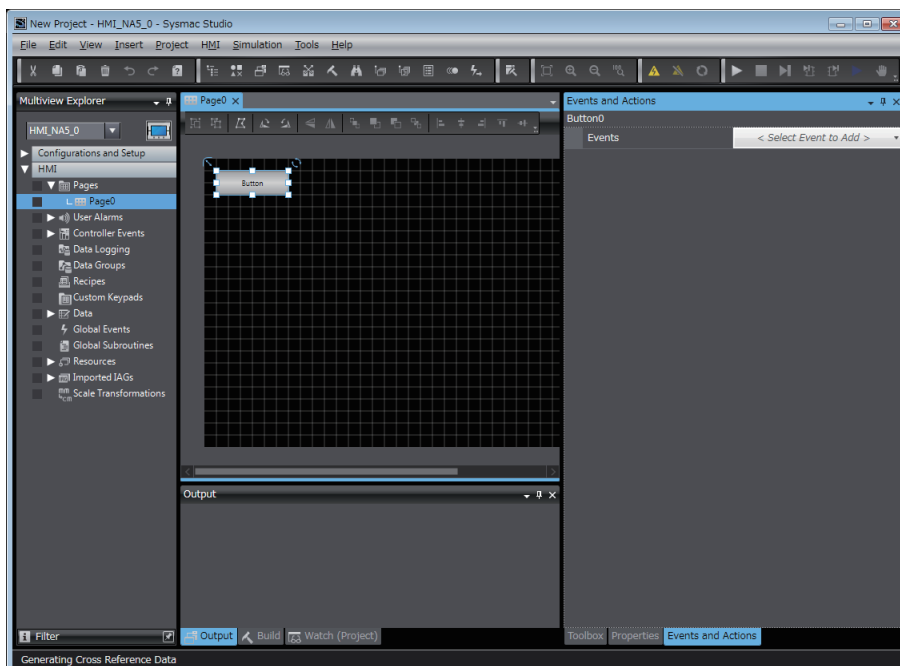 New Project - HMI_NA5_0 - Sysmac Studio
File Edit View Insert Project HMI Simulation Tools Help
Multiview Explorer
HMI_NA5_0
Configurations and Setup
HMI
Pages
Page0
User Alarms
Controller Events
Data Logging
Data Groups
Recipes
Custom Keypads
Data
Global Events
Global Subroutines
Resources
Imported IAGs
Scale Transformations
Filter
Page0
Button
Output
Output Build Watch (Project)
Events and Actions
Button0
Events < Select Event to Add >
Toolbox Properties Events and Actions
Generating Cross Reference Data